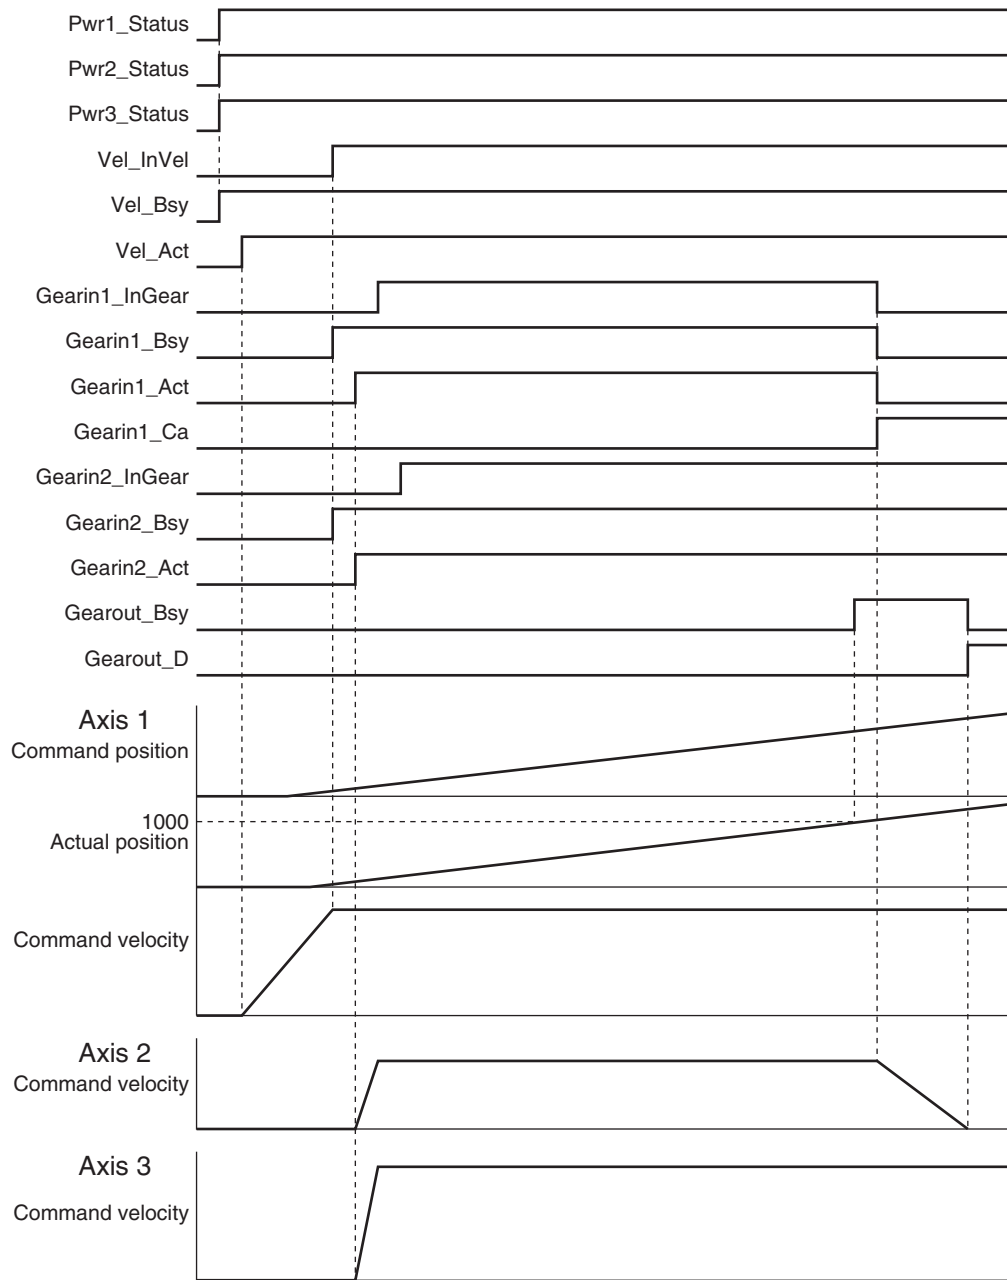 Pwr1_Status
Pwr2_Status
Pwr3_Status
Vel_InVel
Vel_Bsy
Vel_Act
Gearin1_InGear
Gearin1_Bsy
Gearin1_Act
Gearin1_Ca
Gearin2_InGear
Gearin2_Bsy
Gearin2_Act
Gearout_Bsy
Gearout_D
Axis 1
Command position
1000
Actual position
Command velocity
Axis 2
Command velocity
Axis 3
Command velocity